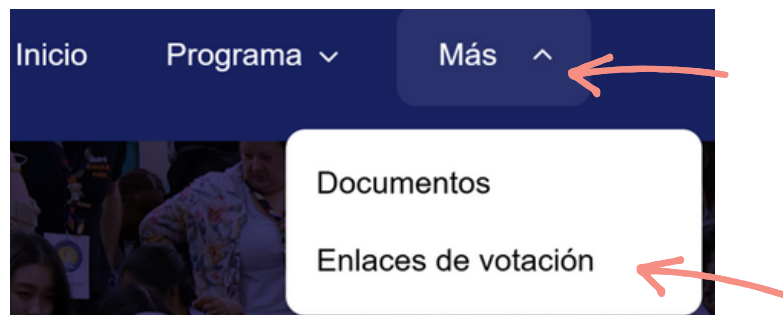 Inicio Programa Más
Documentos
Enlaces de votación